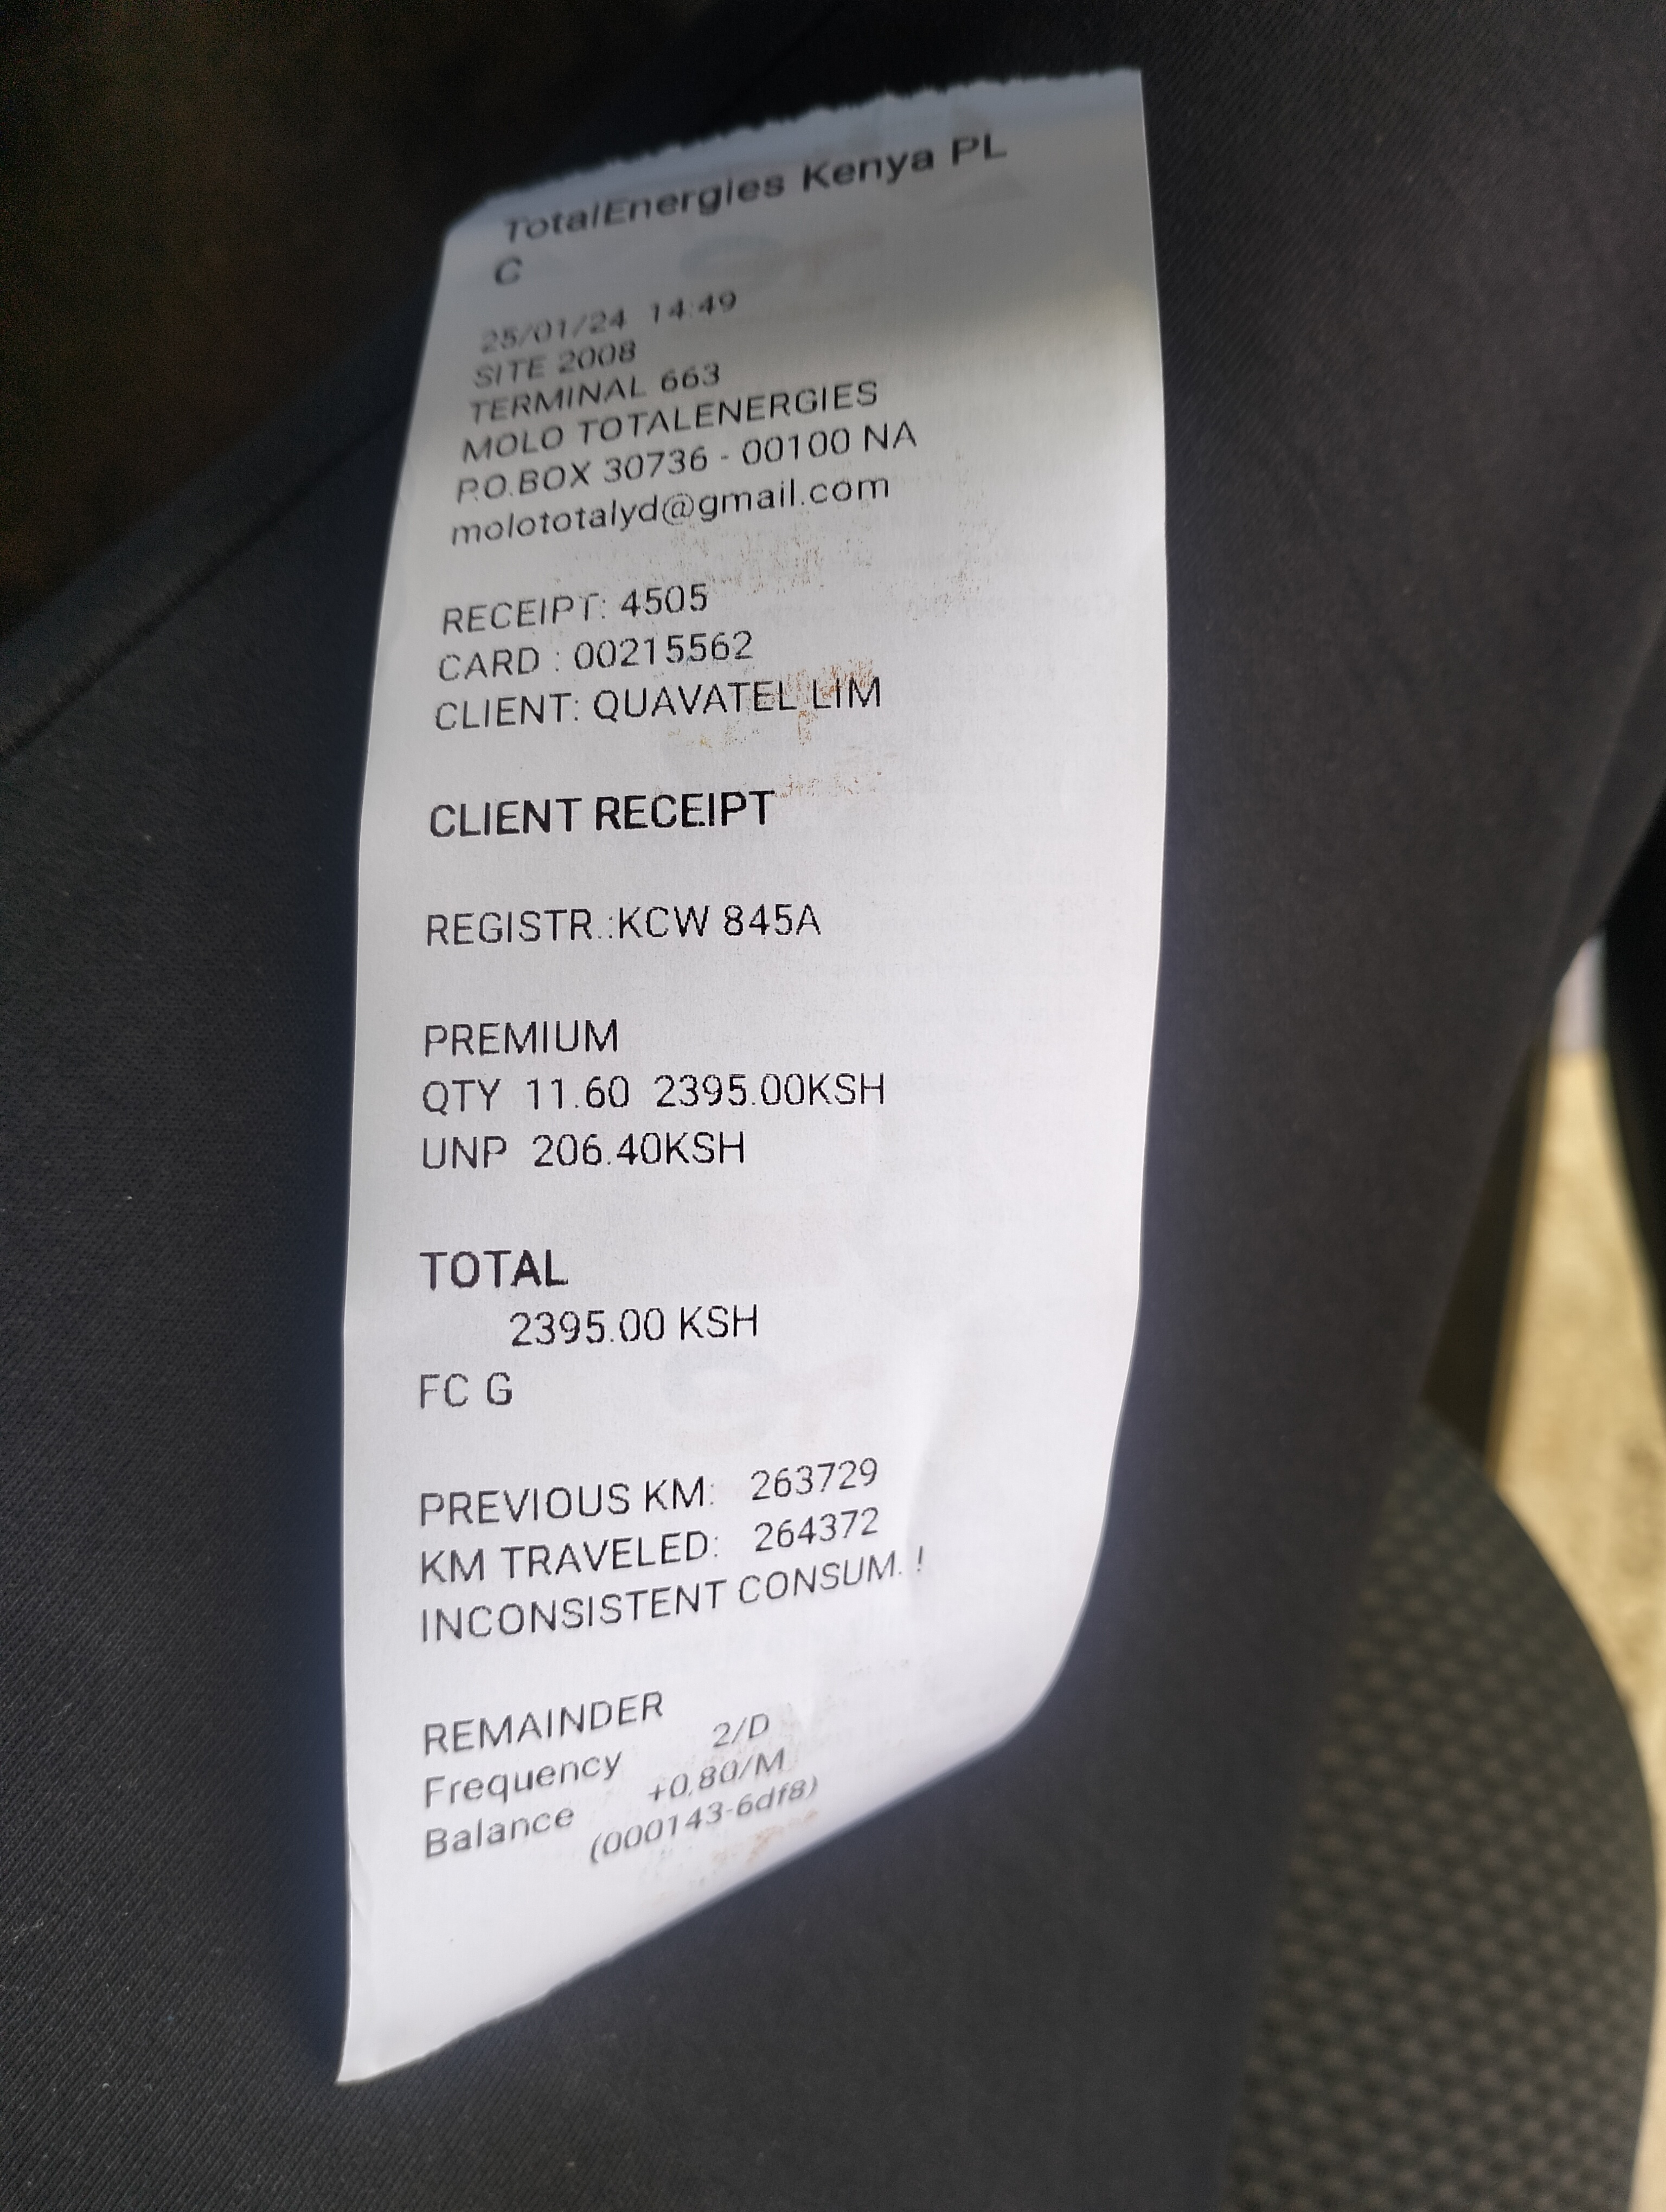 TotalEnergies Kenya PL
C
25/01/24 14:49
SITE 2008
TERMINAL 663
MOLO TOTALENERGIES
P.O.BOX 30736 - 00100 NA
molototalyd@gmail.com
RECEIPT: 4505
CARD : 00215562
CLIENT: QUAVATEL LIM
CLIENT RECEIPT
REGISTR.:KCW 845A
PREMIUM
QTY 11.60 2395.00KSH
UNP 206.40KSH
TOTAL
2395.00 KSH
FC G
PREVIOUS KM: 263729
KM TRAVELED: 264372
INCONSISTENT CONSUM. !
REMAINDER
Frequency 2/D
Balance +0.80/M
(000143-6df8)